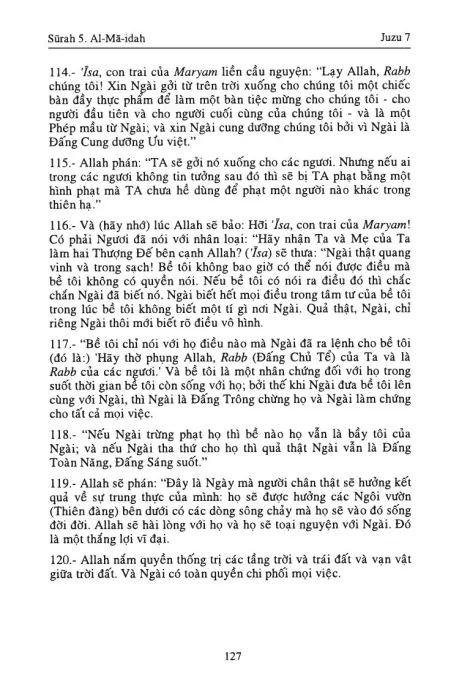 Sūrah 5. Al-Mā-idah
Juzu 7
114.- 'Īsa, con trai của Maryam liền cầu nguyện: “Lạy Allah, Rabb
chúng tôi! Xin Ngài gởi từ trên trời xuống cho chúng tôi một chiếc
bàn đầy thực phẩm để làm một bàn tiệc mừng cho chúng tôi - cho
người đầu tiên và cho người cuối cùng của chúng tôi - và là một
Phép mầu từ Ngài; và xin Ngài cung dưỡng chúng tôi bởi vì Ngài là
Đấng Cung dưỡng Ưu việt.”
115.- Allah phán: “TA sẽ gởi nó xuống cho các ngươi. Nhưng nếu ai
trong các ngươi không tin tưởng sau đó thì sẽ bị TA phạt bằng một
hình phạt mà TA chưa hề dùng để phạt một người nào khác trong
thiên hạ.”
116.- Và (hãy nhớ) lúc Allah sẽ bảo: Hỡi 'Īsa, con trai của Maryam!
Có phải Ngươi đã nói với nhân loại: “Hãy nhận Ta và Mẹ của Ta
làm hai Thượng Đế bên cạnh Allah? ('Īsa) sẽ thưa: “Ngài thật quang
vinh và trong sạch! Bề tôi không bao giờ có thể nói được điều mà
bề tôi không có quyền nói. Nếu bề tôi có nói ra điều đó thì chắc
chắn Ngài đã biết nó. Ngài biết hết mọi điều trong tâm tư của bề tôi
trong lúc bề tôi không biết một tí gì nơi Ngài. Quả thật, Ngài, chỉ
riêng Ngài thôi mới biết rõ điều vô hình.
117.- “Bề tôi chỉ nói với họ điều nào mà Ngài đã ra lệnh cho bề tôi
(đó là:) 'Hãy thờ phụng Allah, Rabb (Đấng Chủ Tể) của Ta và là
Rabb của các ngươi.' Và bề tôi là một nhân chứng đối với họ trong
suốt thời gian bề tôi còn sống với họ; bởi thế khi Ngài đưa bề tôi lên
cùng với Ngài, thì Ngài là Đấng Trông chừng họ và Ngài làm chứng
cho tất cả mọi việc.
118.- “Nếu Ngài trừng phạt họ thì bề nào họ vẫn là bầy tôi của
Ngài; và nếu Ngài tha thứ cho họ thì quả thật Ngài vẫn là Đấng
Toàn Năng, Đấng Sáng suốt.”
119.- Allah sẽ phán: “Đây là Ngày mà người chân thật sẽ hưởng kết
quả về sự trung thực của mình: họ sẽ được hưởng các Ngôi vườn
(Thiên đàng) bên dưới có các dòng sông chảy mà họ sẽ vào đó sống
đời đời. Allah sẽ hài lòng với họ và họ sẽ toại nguyện với Ngài. Đó
là một thắng lợi vĩ đại.
120.- Allah nắm quyền thống trị các tầng trời và trái đất và vạn vật
giữa trời đất. Và Ngài có toàn quyền chi phối mọi việc.
127